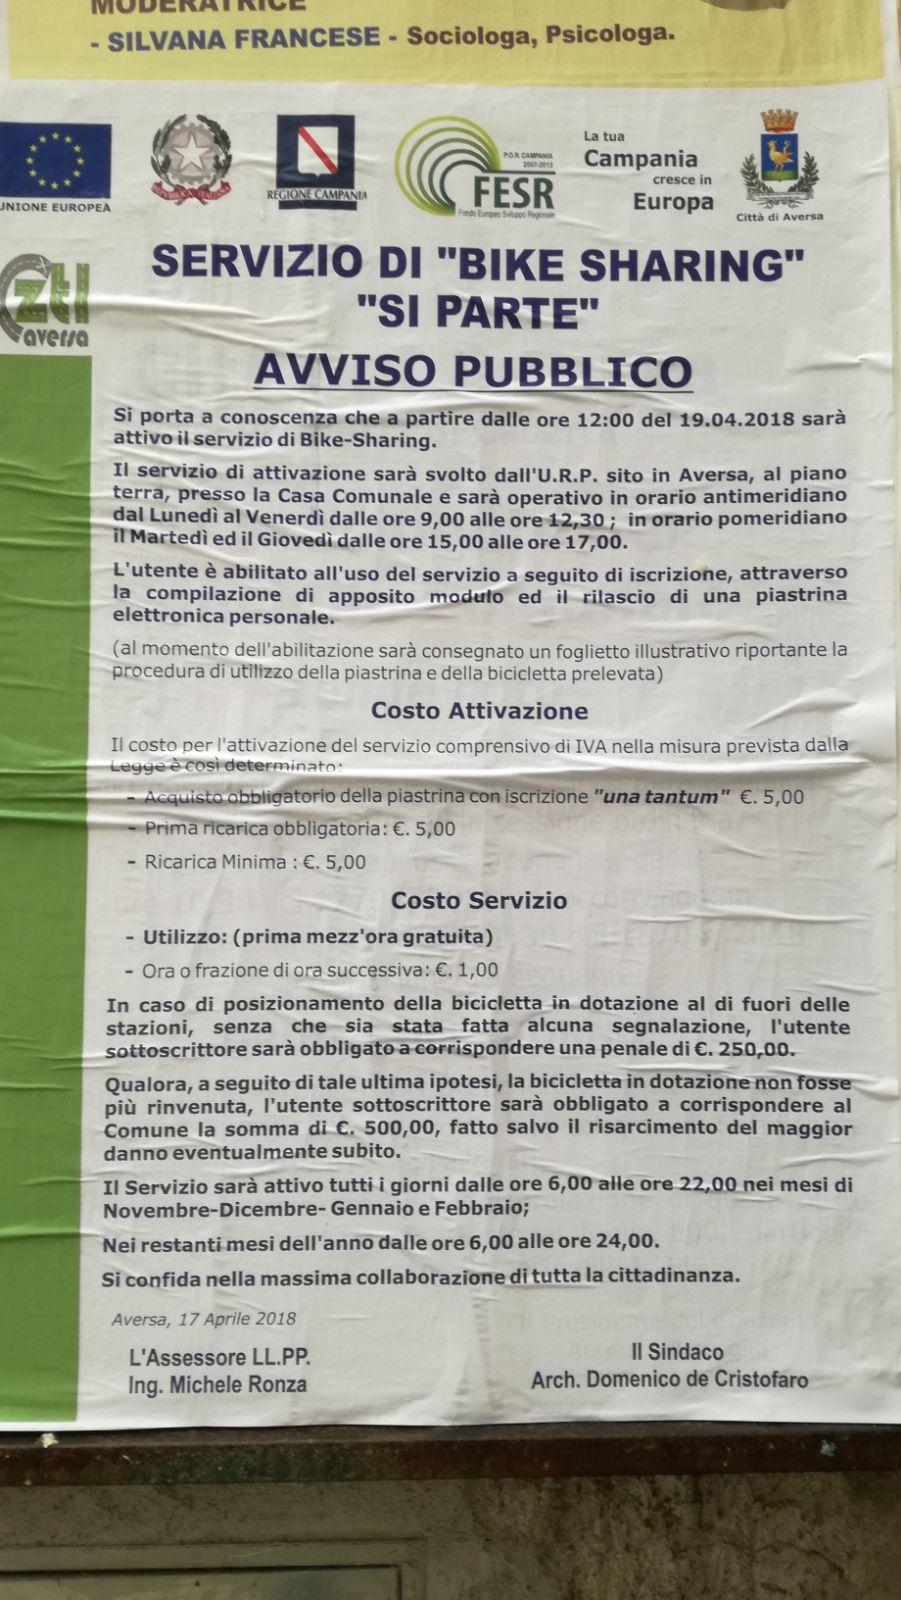 MODERATRICE
- SILVANA FRANCESE - Sociologa, Psicologa.
UNIONE EUROPEA
REPUBBLICA ITALIANA
REGIONE CAMPANIA
P.O.R. CAMPANIA
2007-2013
FESR
Fondo Europeo Sviluppo Regionale
La tua
Campania
cresce in
Europa
Città di Aversa
ztl
aversa
SERVIZIO DI "BIKE SHARING"
"SI PARTE"
AVVISO PUBBLICO
Si porta a conoscenza che a partire dalle ore 12:00 del 19.04.2018 sarà
attivo il servizio di Bike-Sharing.
Il servizio di attivazione sarà svolto dall'U.R.P. sito in Aversa, al piano
terra, presso la Casa Comunale e sarà operativo in orario antimeridiano
dal Lunedì al Venerdì dalle ore 9,00 alle ore 12,30 ; in orario pomeridiano
il Martedì ed il Giovedì dalle ore 15,00 alle ore 17,00.
L'utente è abilitato all'uso del servizio a seguito di iscrizione, attraverso
la compilazione di apposito modulo ed il rilascio di una piastrina
elettronica personale.
(al momento dell'abilitazione sarà consegnato un foglietto illustrativo riportante la
procedura di utilizzo della piastrina e della bicicletta prelevata)
Costo Attivazione
Il costo per l'attivazione del servizio comprensivo di IVA nella misura prevista dalla
Legge è così determinato:
- Acquisto obbligatorio della piastrina con iscrizione "una tantum" €. 5,00
- Prima ricarica obbligatoria: €. 5,00
- Ricarica Minima : €. 5,00
Costo Servizio
- Utilizzo: (prima mezz'ora gratuita)
- Ora o frazione di ora successiva: €. 1,00
In caso di posizionamento della bicicletta in dotazione al di fuori delle
stazioni, senza che sia stata fatta alcuna segnalazione, l'utente
sottoscrittore sarà obbligato a corrispondere una penale di €. 250,00.
Qualora, a seguito di tale ultima ipotesi, la bicicletta in dotazione non fosse
più rinvenuta, l'utente sottoscrittore sarà obbligato a corrispondere al
Comune la somma di €. 500,00, fatto salvo il risarcimento del maggior
danno eventualmente subito.
Il Servizio sarà attivo tutti i giorni dalle ore 6,00 alle ore 22,00 nei mesi di
Novembre-Dicembre- Gennaio e Febbraio;
Nei restanti mesi dell'anno dalle ore 6,00 alle ore 24,00.
Si confida nella massima collaborazione di tutta la cittadinanza.
Aversa, 17 Aprile 2018
L'Assessore LL.PP.
Ing. Michele Ronza
Il Sindaco
Arch. Domenico de Cristofaro